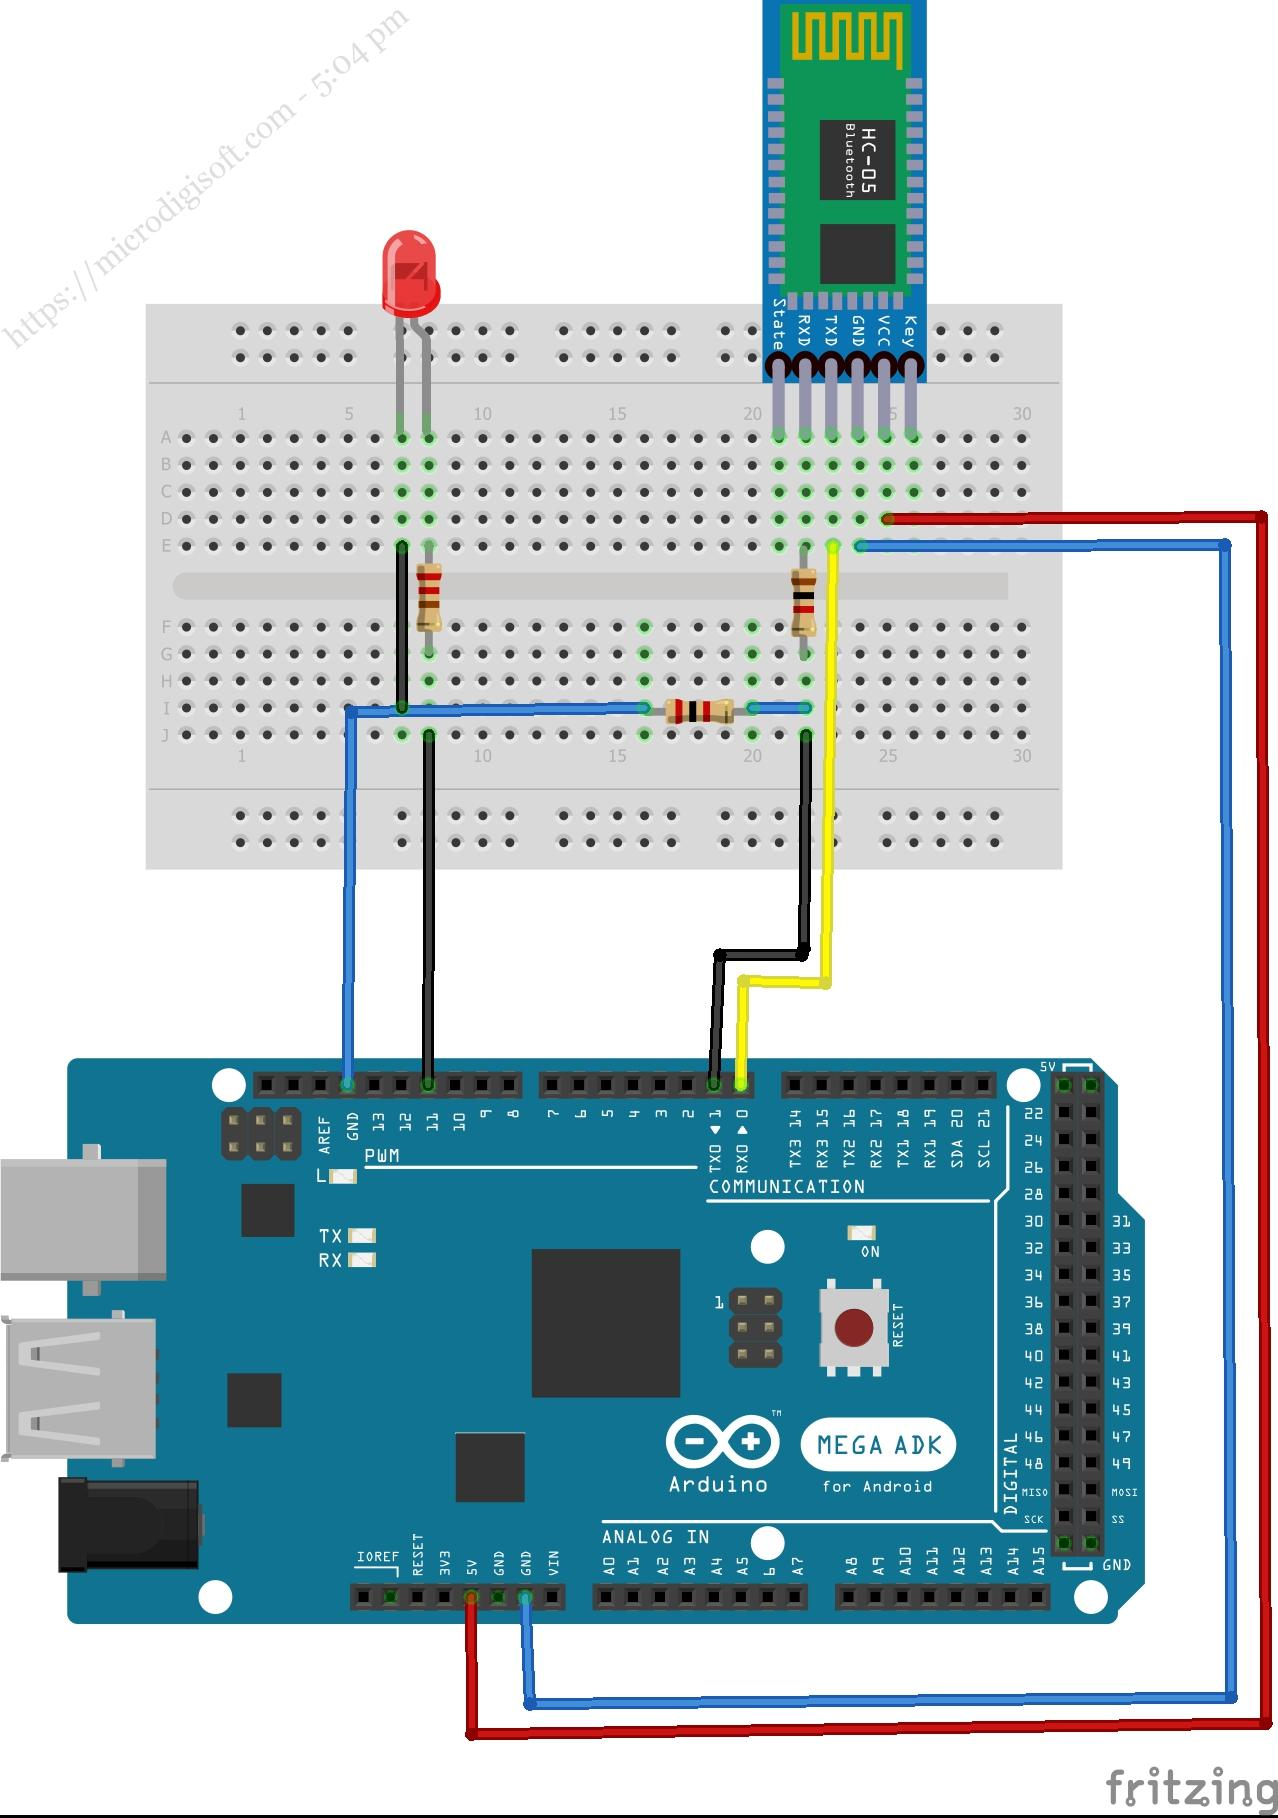 https://microdigisoft.com - 5:04 pm
HC-05
Bluetooth
State RXD TXD GND VCC Key
1 5 10 15 20 5 30
A
B
C
D
E
F
G
H
I
J
1 5 10 15 20 25 30
5V
AREF GND 13 12 11 10 9 8 7 6 5 4 3 2 1 0
TX0 RX0
TX3 14 RX3 15 TX2 16 RX2 17 TX1 18 RX1 19 SDA 20 SCL 21
PWM
L
COMMUNICATION
TX
RX
ON
1
RESET
22
24
26
28
30 31
32 33
34 35
36 37
38 39
40 41
42 43
44 45
46 47
48 49
MISO MOSI
SCK SS
DIGITAL
GND
TM
Arduino
MEGA ADK
for Android
ANALOG IN
IOREF RESET 3V3 5V GND GND VIN
A0 A1 A2 A3 A4 A5 6 A7 A8 A9 A10 A11 A12 A13 A14 A15
fritzing